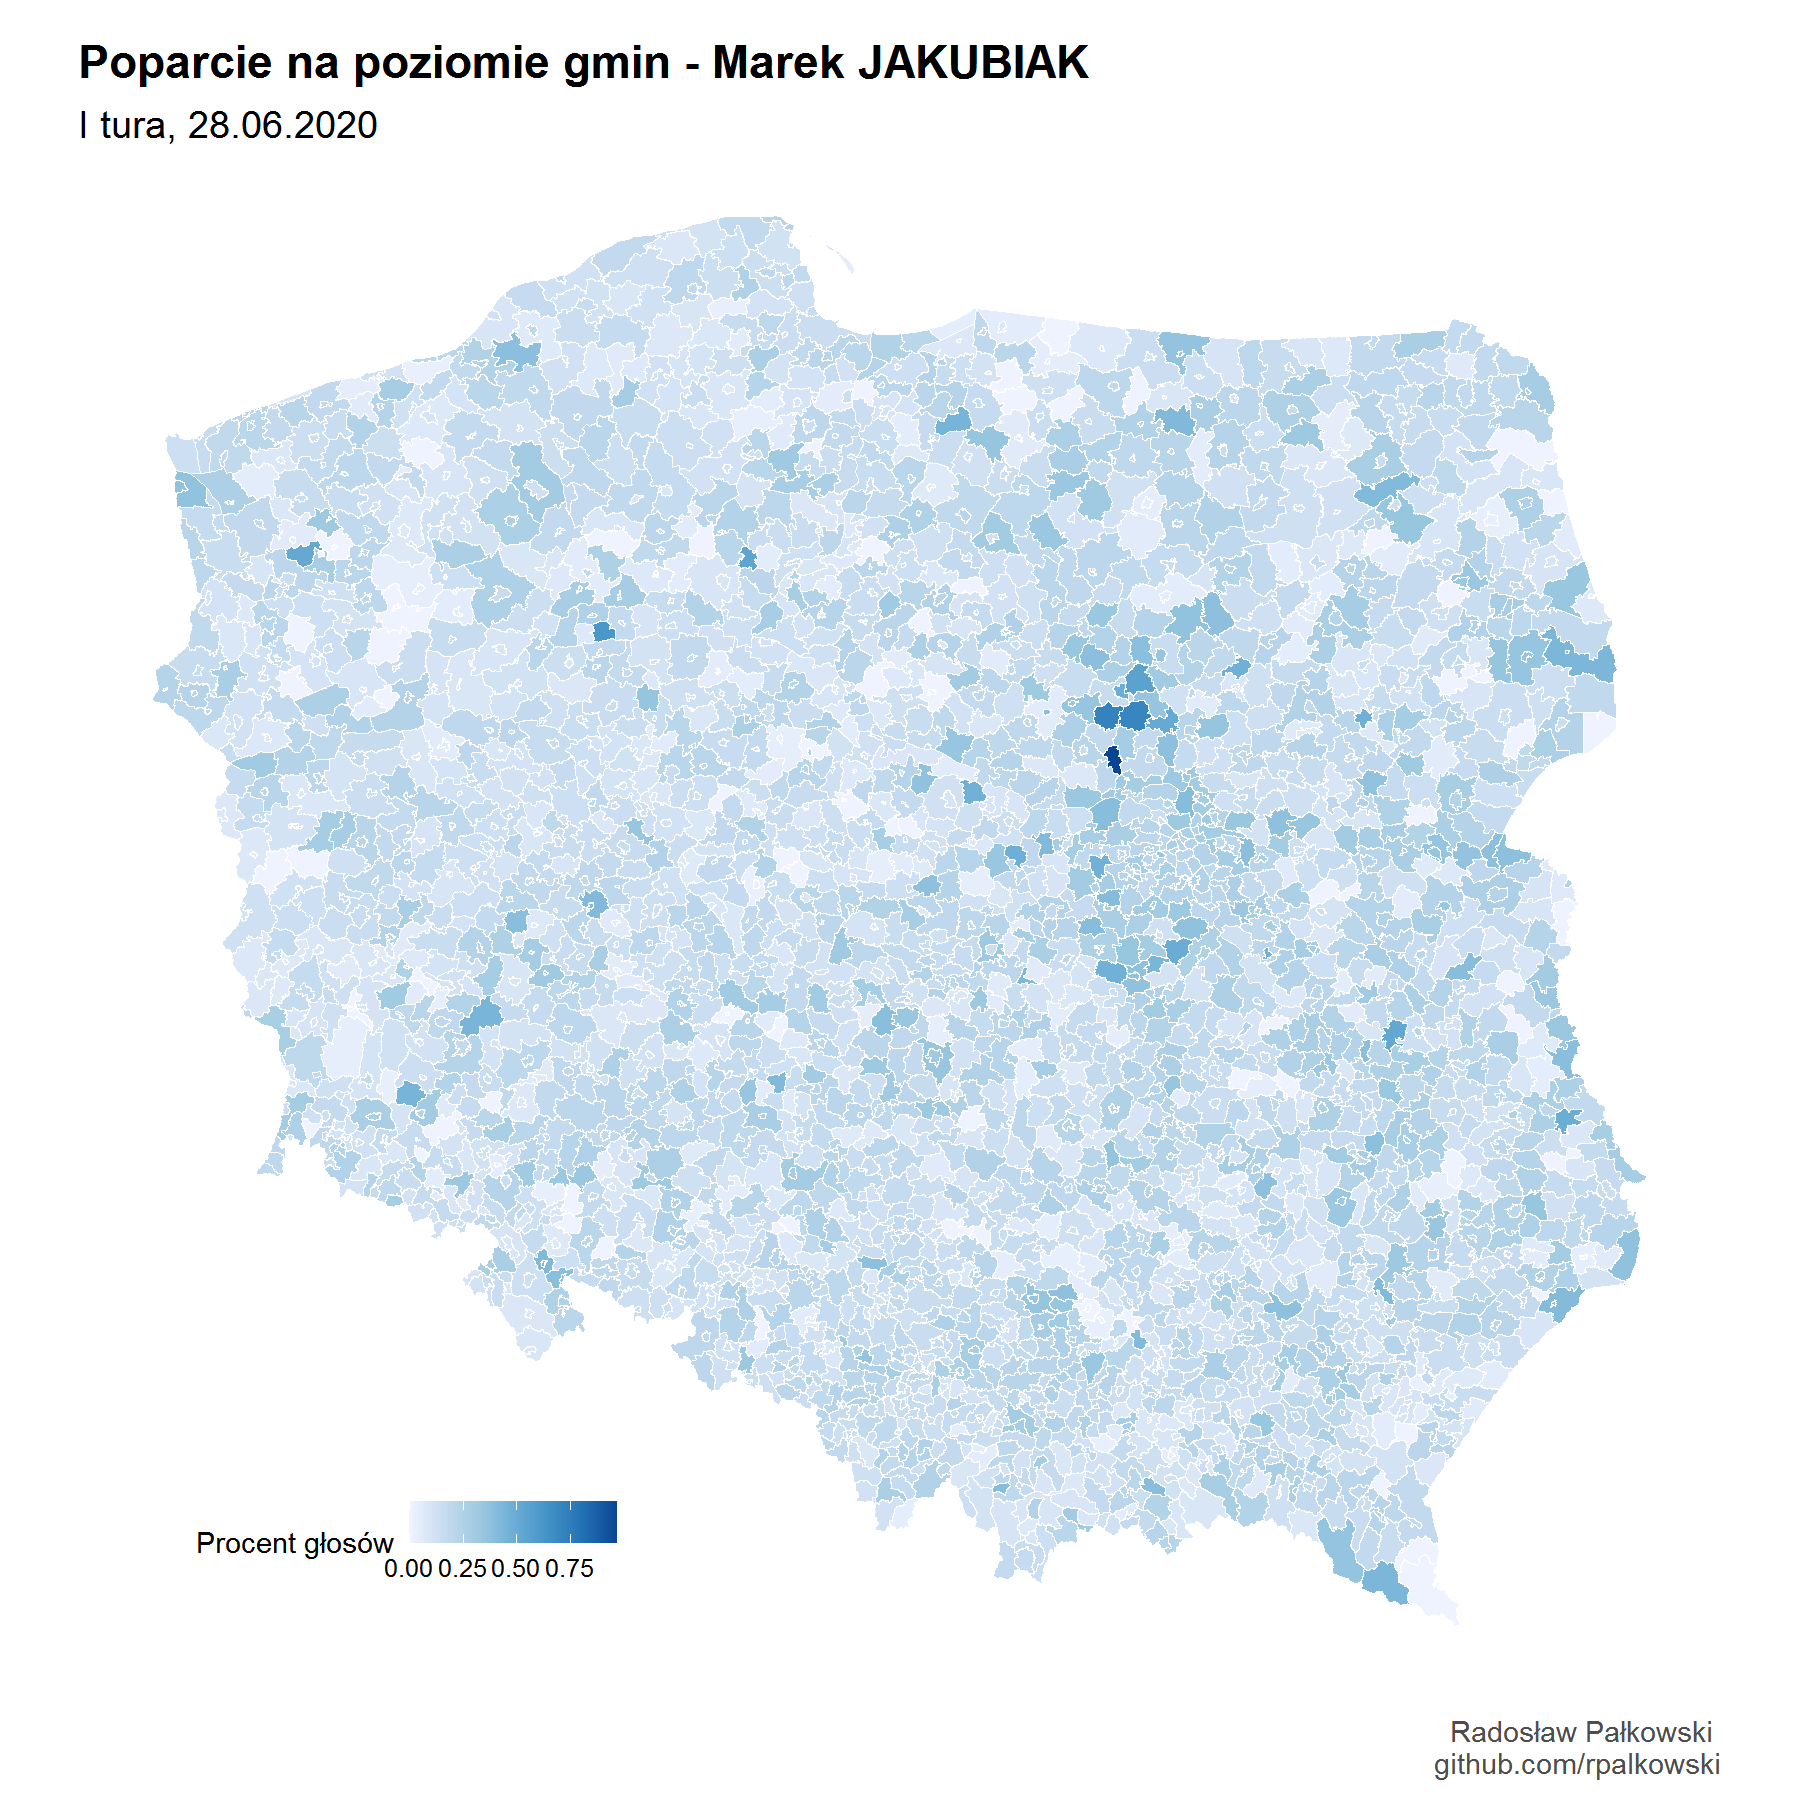 Poparcie na poziomie gmin - Marek JAKUBIAK
I tura, 28.06.2020
Procent głosów
0.00 0.25 0.50 0.75
Radosław Pałkowski
github.com/rpalkowski